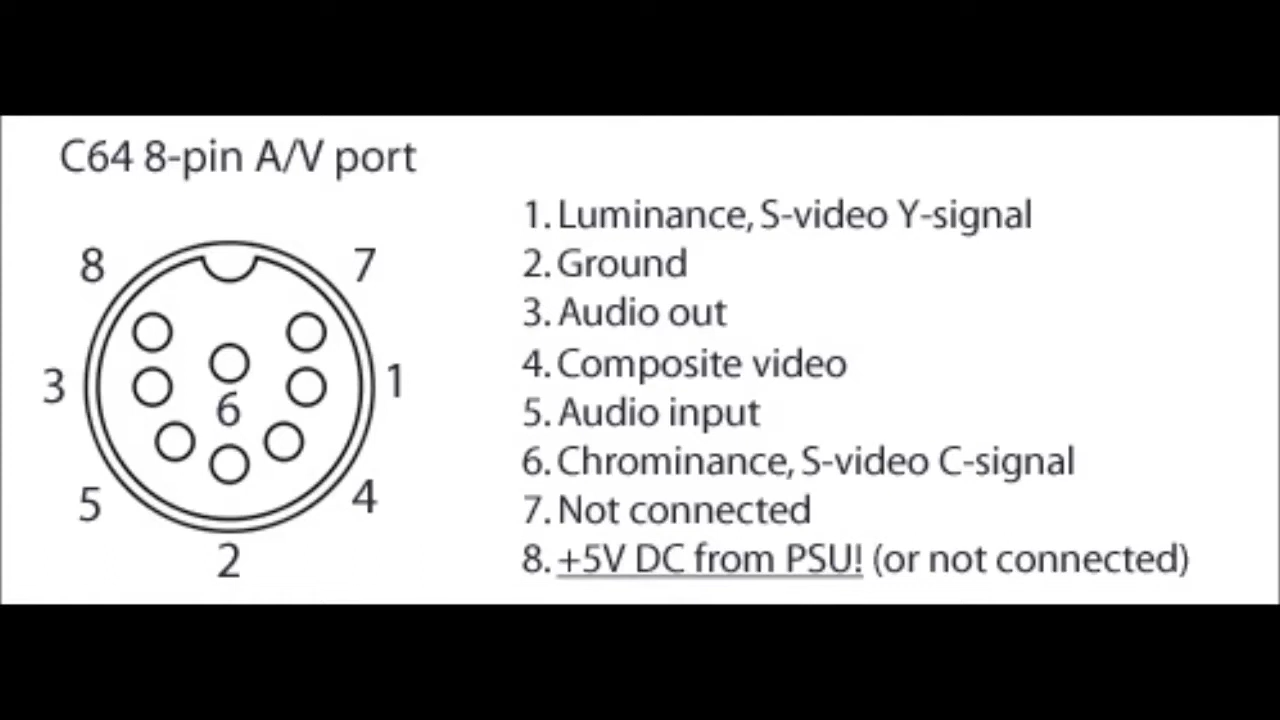 C64 8-pin A/V port
8
7
3
1
6
5
4
2
1. Luminance, S-video Y-signal
2. Ground
3. Audio out
4. Composite video
5. Audio input
6. Chrominance, S-video C-signal
7. Not connected
8. +5V DC from PSU! (or not connected)